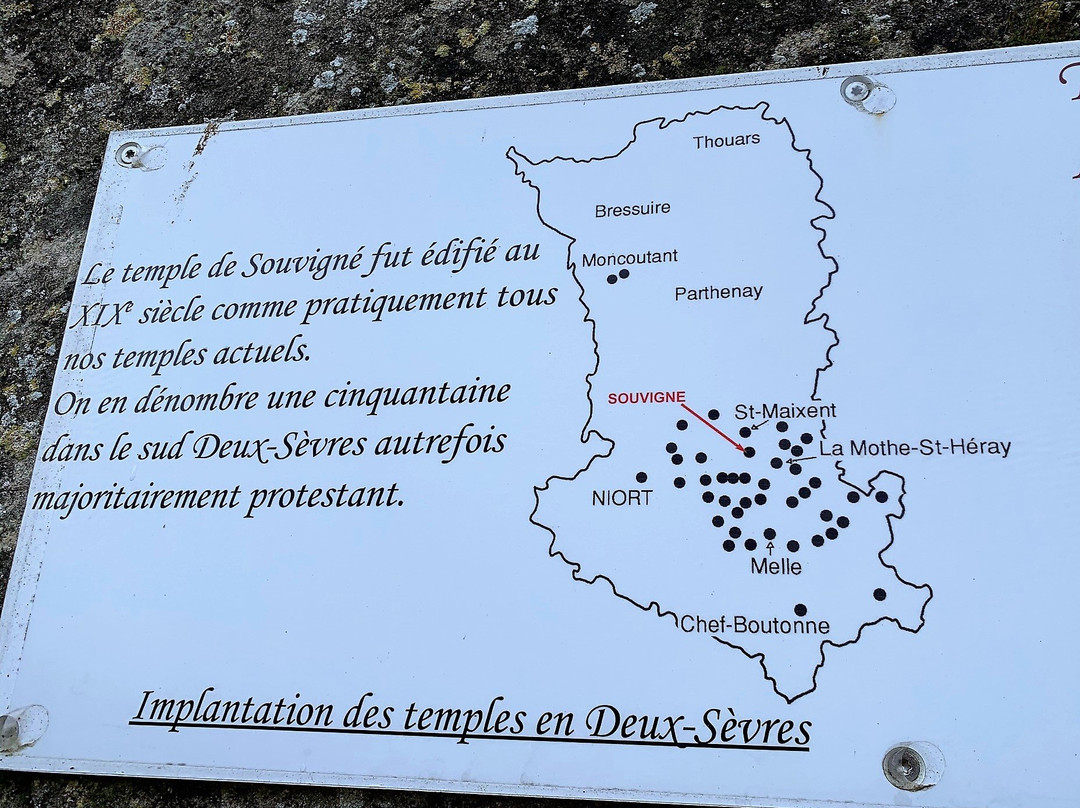 Le temple de Souvigné fut édifié au
XIXe siècle comme pratiquement tous
nos temples actuels.
On en dénombre une cinquantaine
dans le sud Deux-Sèvres autrefois
majoritairement protestant.
Thouars
Bressuire
Moncoutant
Parthenay
SOUVIGNE
St-Maixent
La Mothe-St-Héray
NIORT
Melle
Chef-Boutonne
Implantation des temples en Deux-Sèvres